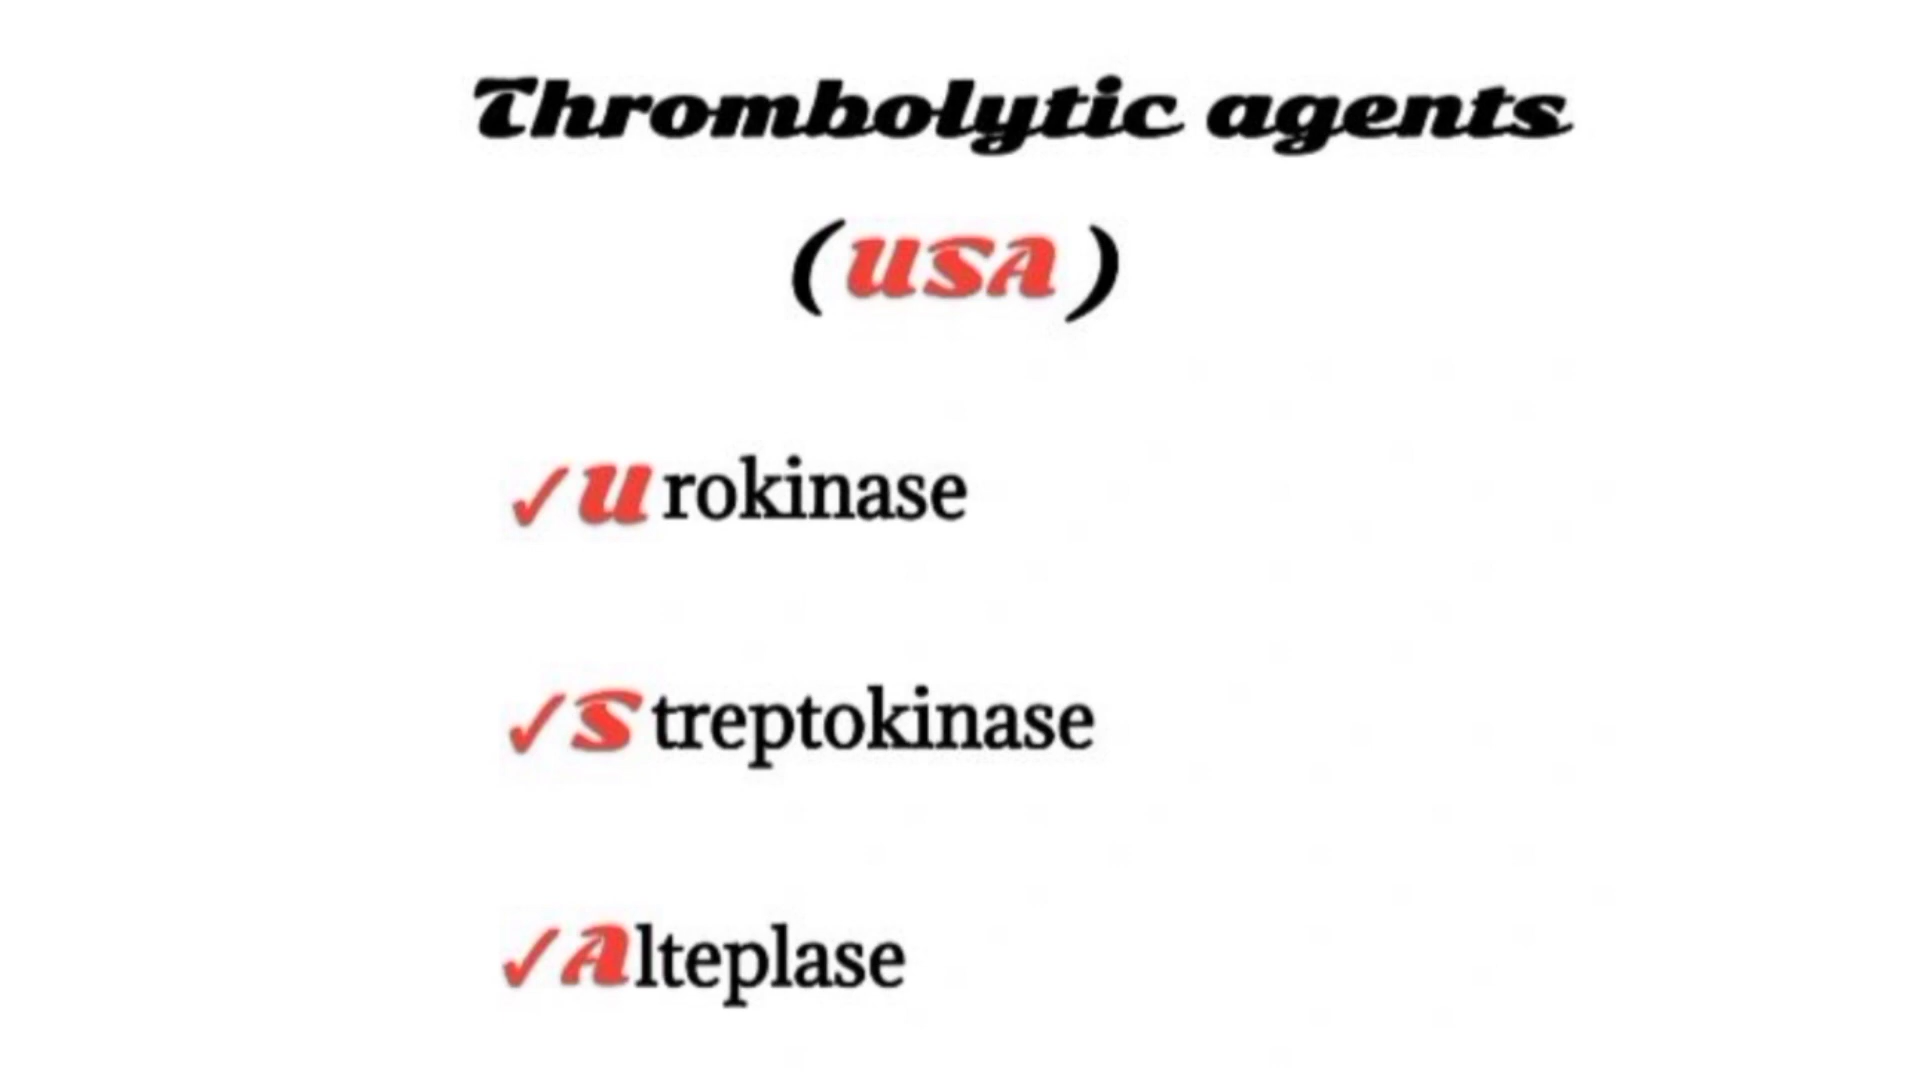 Thrombolytic agents
(USA)
✓Urokinase
✓Streptokinase
✓Alteplase